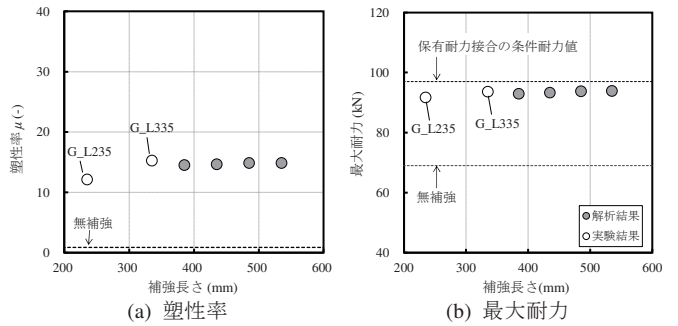 40
30
20
10
0
塑性率 μ (-)
G_L335
G_L235
無補強
200 300 400 500 600
補強長さ (mm)
(a) 塑性率
120
100
80
60
40
最大耐力 (kN)
保有耐力接合の条件耐力値
G_L235
G_L335
無補強
解析結果
実験結果
200 300 400 500 600
補強長さ(mm)
(b) 最大耐力